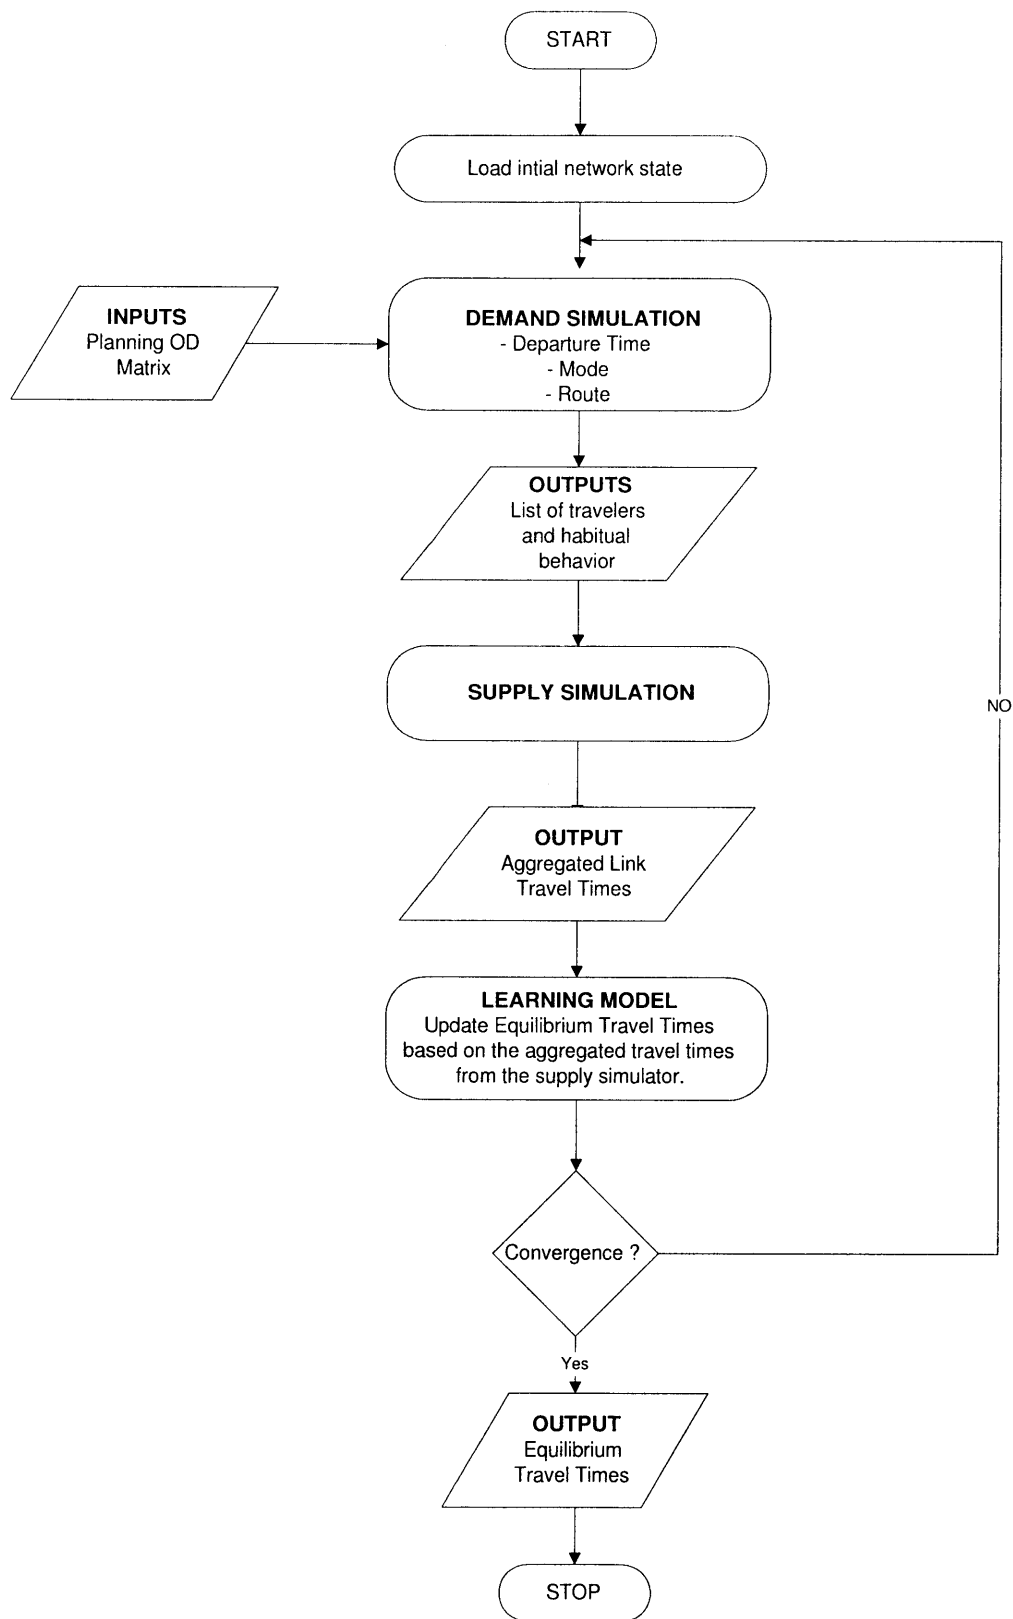 START
Load intial network state
INPUTS
Planning OD
Matrix
DEMAND SIMULATION
- Departure Time
- Mode
- Route
OUTPUTS
List of travelers
and habitual
behavior
SUPPLY SIMULATION
NO
OUTPUT
Aggregated Link
Travel Times
LEARNING MODEL
Update Equilibrium Travel Times
based on the aggregated travel times
from the supply simulator.
Convergence ?
Yes
OUTPUT
Equilibrium
Travel Times
STOP